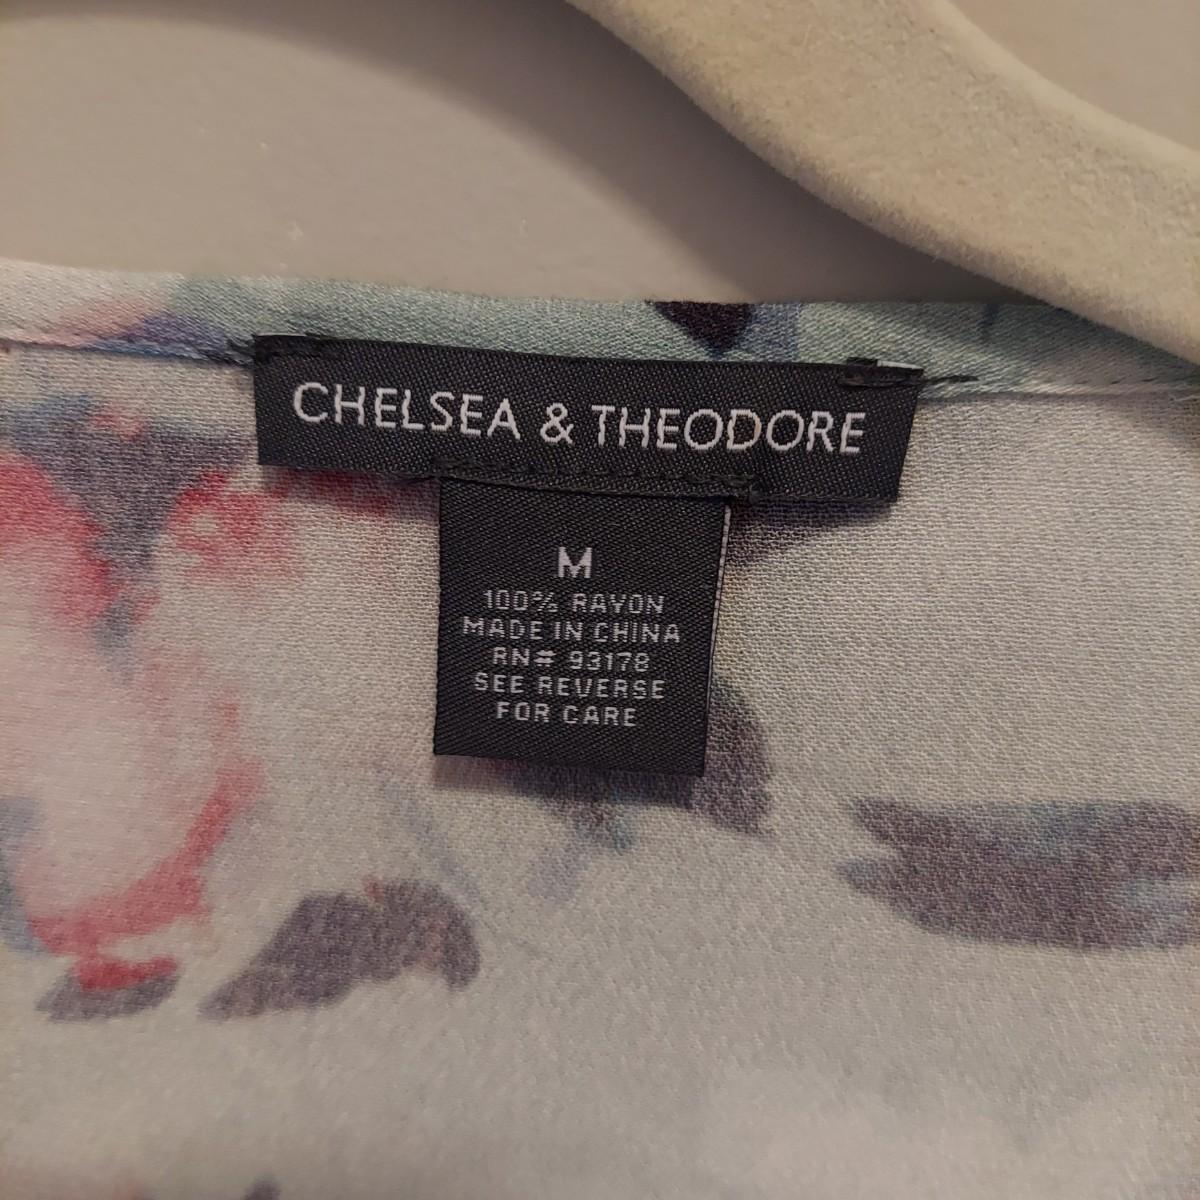 CHELSEA & THEODORE
M
100% RAYON
MADE IN CHINA
RN# 93178
SEE REVERSE
FOR CARE